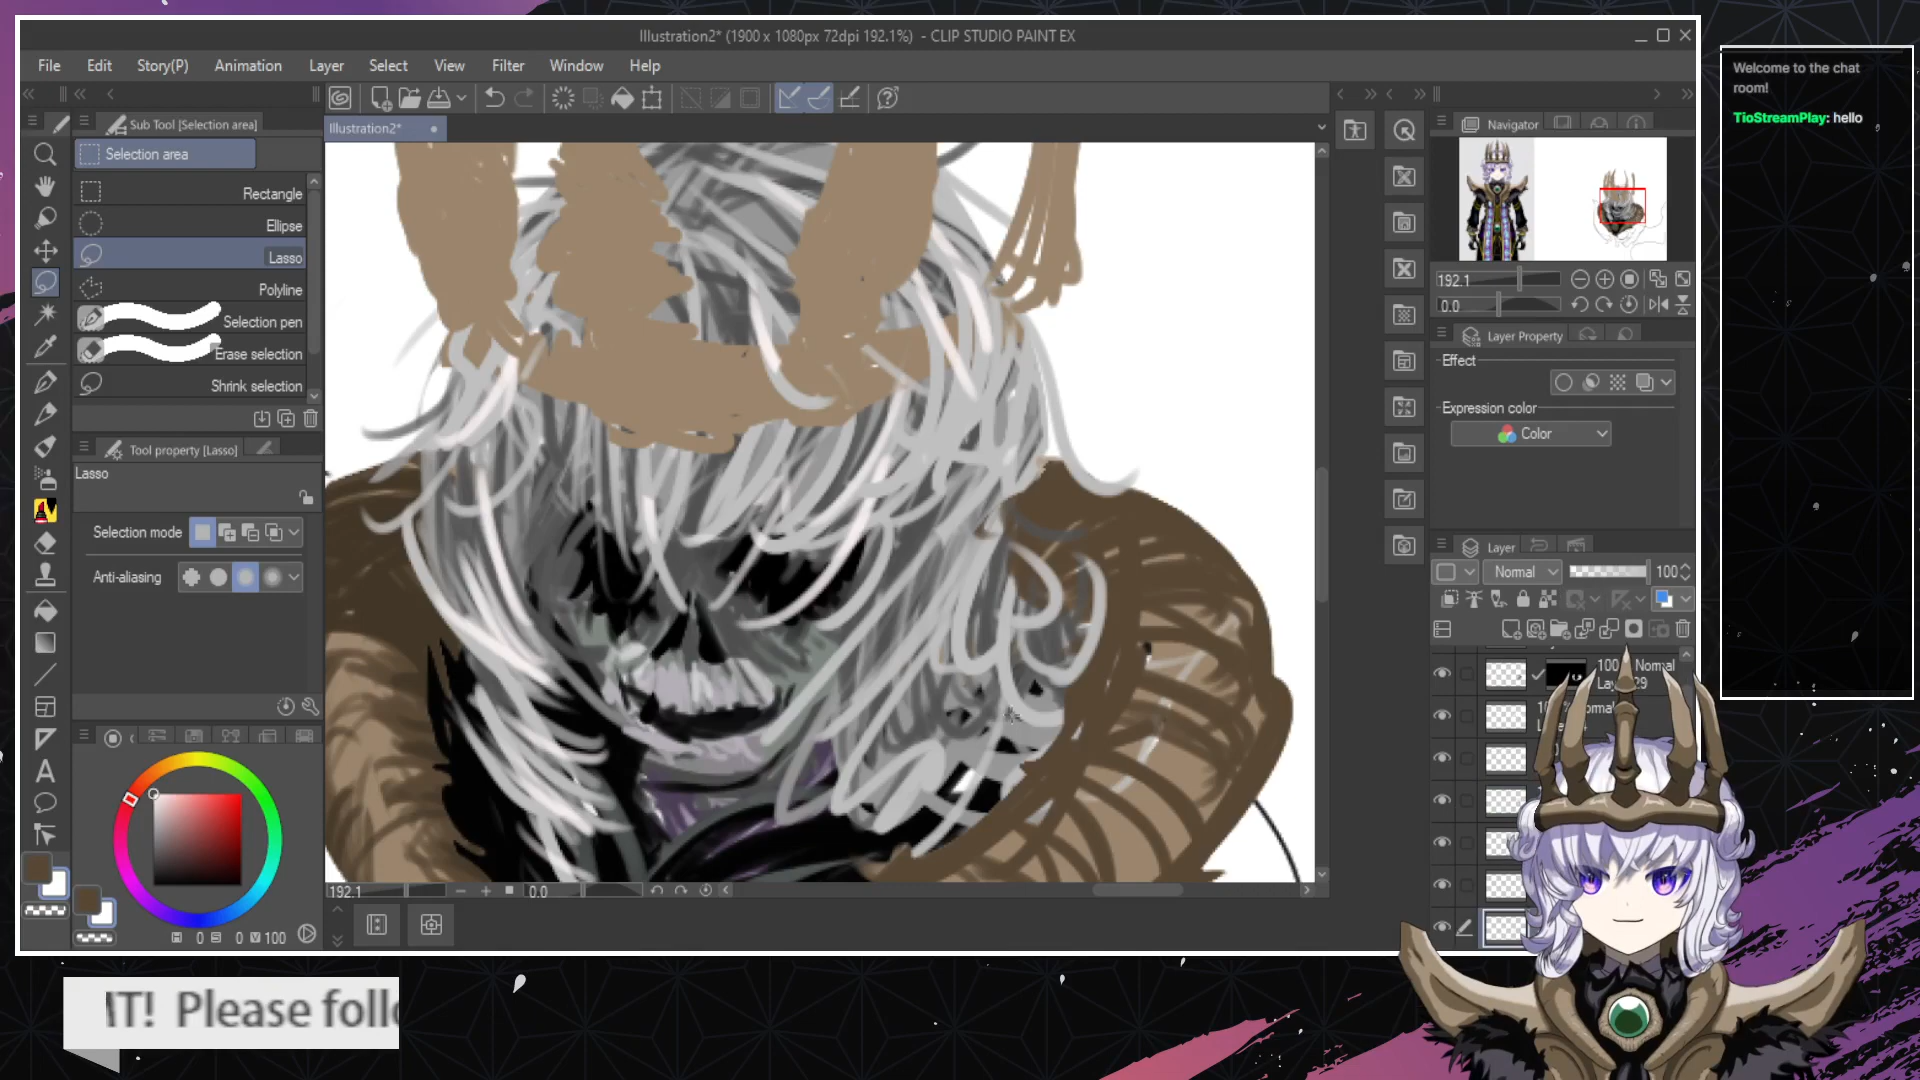 Illustration2* (1900 x 1080px 72dpi 192.1%)  - CLIP STUDIO PAINT EX
File Edit Story(P) Animation Layer Select View Filter Window Help
Sub Tool [Selection area]
Illustration2*
Selection area
Rectangle
Ellipse
Lasso
Polyline
Selection pen
Erase selection
Shrink selection
Tool property [Lasso]
Lasso
Selection mode
Anti-aliasing
0 0 100
192.1 0.0
Navigator
192.1
0.0
Layer Property
Effect
Expression color
Color
Layer
Normal 100
Normal
Welcome to the chat
room!
TioStreamPlay: hello
IT! Please follo